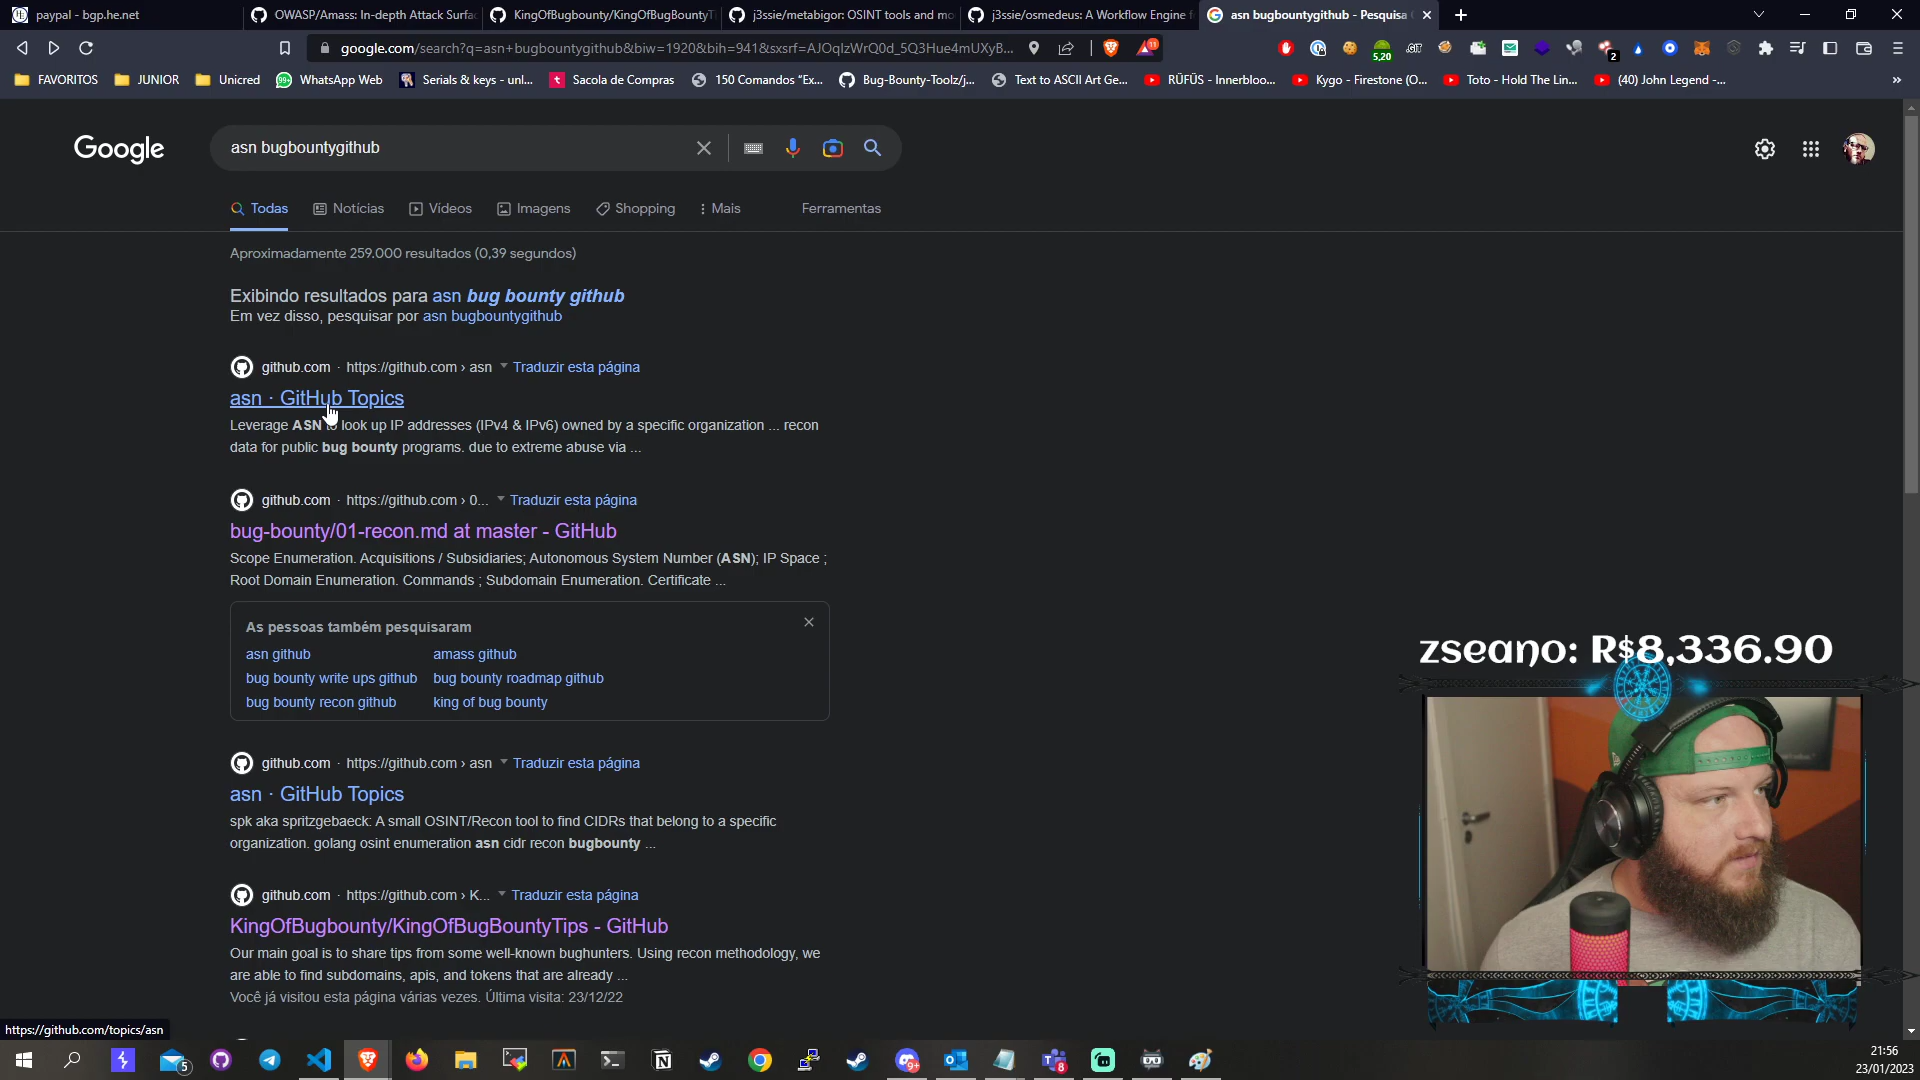 paypal - bgp.he.net
OWASP/Amass: In-depth Attack Surfa
KingOfBugbounty/KingOfBugBountyTi
j3ssie/metabigor: OSINT tools and mo
j3ssie/osmedeus: A Workflow Engine f
asn bugbountygithub - Pesquisa
google.com/search?q=asn+bugbountygithub&biw=1920&bih=941&sxsrf=AJOqlzWrQ0d_5Q3Hue4mUXyB...
11
5,20
.GIT
2
FAVORITOS
JUNIOR
Unicred
WhatsApp Web
Serials & keys - unl...
Sacola de Compras
150 Comandos "Ex...
Bug-Bounty-Toolz/j...
Text to ASCII Art Ge...
RÜFÜS - Innerbloo...
Kygo - Firestone (O...
Toto - Hold The Lin...
(40) John Legend -...
»
Google
asn bugbountygithub
Todas
Notícias
Vídeos
Imagens
Shopping
Mais
Ferramentas
Aproximadamente 259.000 resultados (0,39 segundos)
Exibindo resultados para asn bug bounty github
Em vez disso, pesquisar por asn bugbountygithub
github.com · https://github.com › asn Traduzir esta página
asn · GitHub Topics
Leverage ASN to look up IP addresses (IPv4 & IPv6) owned by a specific organization ... recon
data for public bug bounty programs. due to extreme abuse via ...
github.com · https://github.com › 0... Traduzir esta página
bug-bounty/01-recon.md at master - GitHub
Scope Enumeration. Acquisitions / Subsidiaries; Autonomous System Number (ASN); IP Space ;
Root Domain Enumeration. Commands ; Subdomain Enumeration. Certificate ...
As pessoas também pesquisaram
asn github
amass github
bug bounty write ups github
bug bounty roadmap github
bug bounty recon github
king of bug bounty
github.com · https://github.com › asn Traduzir esta página
asn · GitHub Topics
spk aka spritzgebaeck: A small OSINT/Recon tool to find CIDRs that belong to a specific
organization. golang osint enumeration asn cidr recon bugbounty ...
github.com · https://github.com › K... Traduzir esta página
KingOfBugbounty/KingOfBugBountyTips - GitHub
Our main goal is to share tips from some well-known bughunters. Using recon methodology, we
are able to find subdomains, apis, and tokens that are already ...
Você já visitou esta página várias vezes. Última visita: 23/12/22
zseano: R$8,336.90
https://github.com/topics/asn
5
9+
8
21:56
23/01/2023